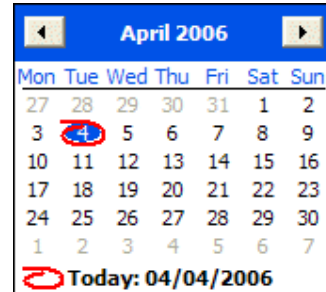 April 2006
Mon Tue Wed Thu Fri Sat Sun
27 28 29 30 31 1 2
3 4 5 6 7 8 9
10 11 12 13 14 15 16
17 18 19 20 21 22 23
24 25 26 27 28 29 30
1 2 3 4 5 6 7
Today: 04/04/2006